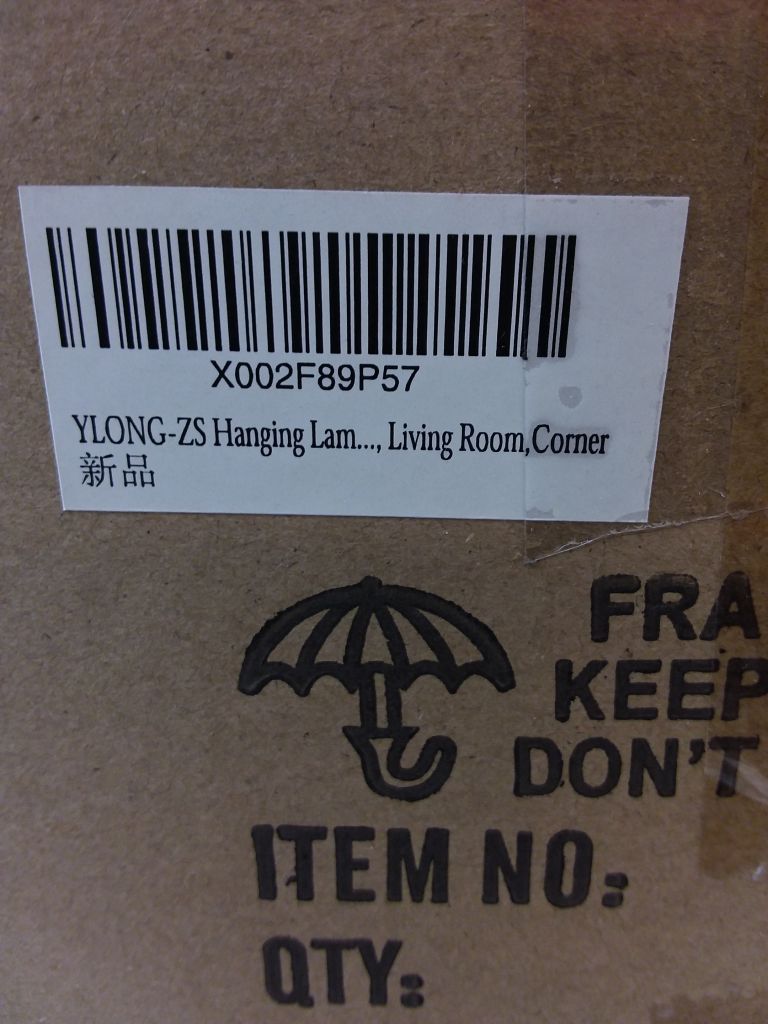 X002F89P57
YLONG-ZS Hanging Lam..., Living Room,Corner
新品
FRA
KEEP
DON'T
ITEM NO:
QTY: